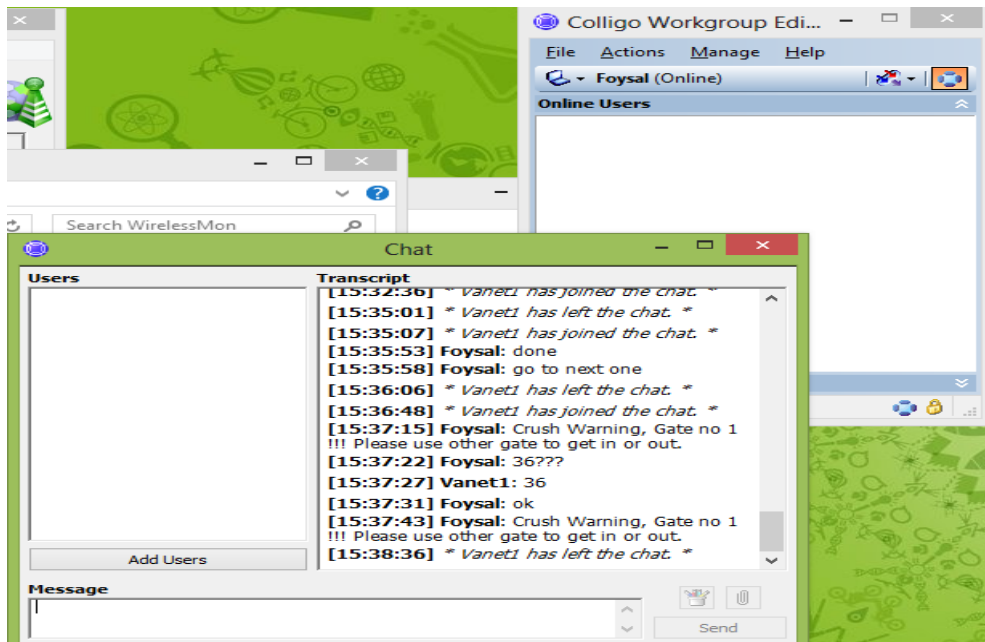 Colligo Workgroup Edi...
File Actions Manage Help
Foysal (Online)
Online Users
Search WirelessMon
Chat
Users
Transcript
[15:32:36] * Vanet1 has joined the chat. *
[15:35:01] * Vanet1 has left the chat. *
[15:35:07] * Vanet1 has joined the chat. *
[15:35:53] Foysal: done
[15:35:58] Foysal: go to next one
[15:36:06] * Vanet1 has left the chat. *
[15:36:48] * Vanet1 has joined the chat. *
[15:37:15] Foysal: Crush Warning, Gate no 1
!!! Please use other gate to get in or out.
[15:37:22] Foysal: 36???
[15:37:27] Vanet1: 36
[15:37:31] Foysal: ok
[15:37:43] Foysal: Crush Warning, Gate no 1
!!! Please use other gate to get in or out.
[15:38:36] * Vanet1 has left the chat. *
Add Users
Message
Send